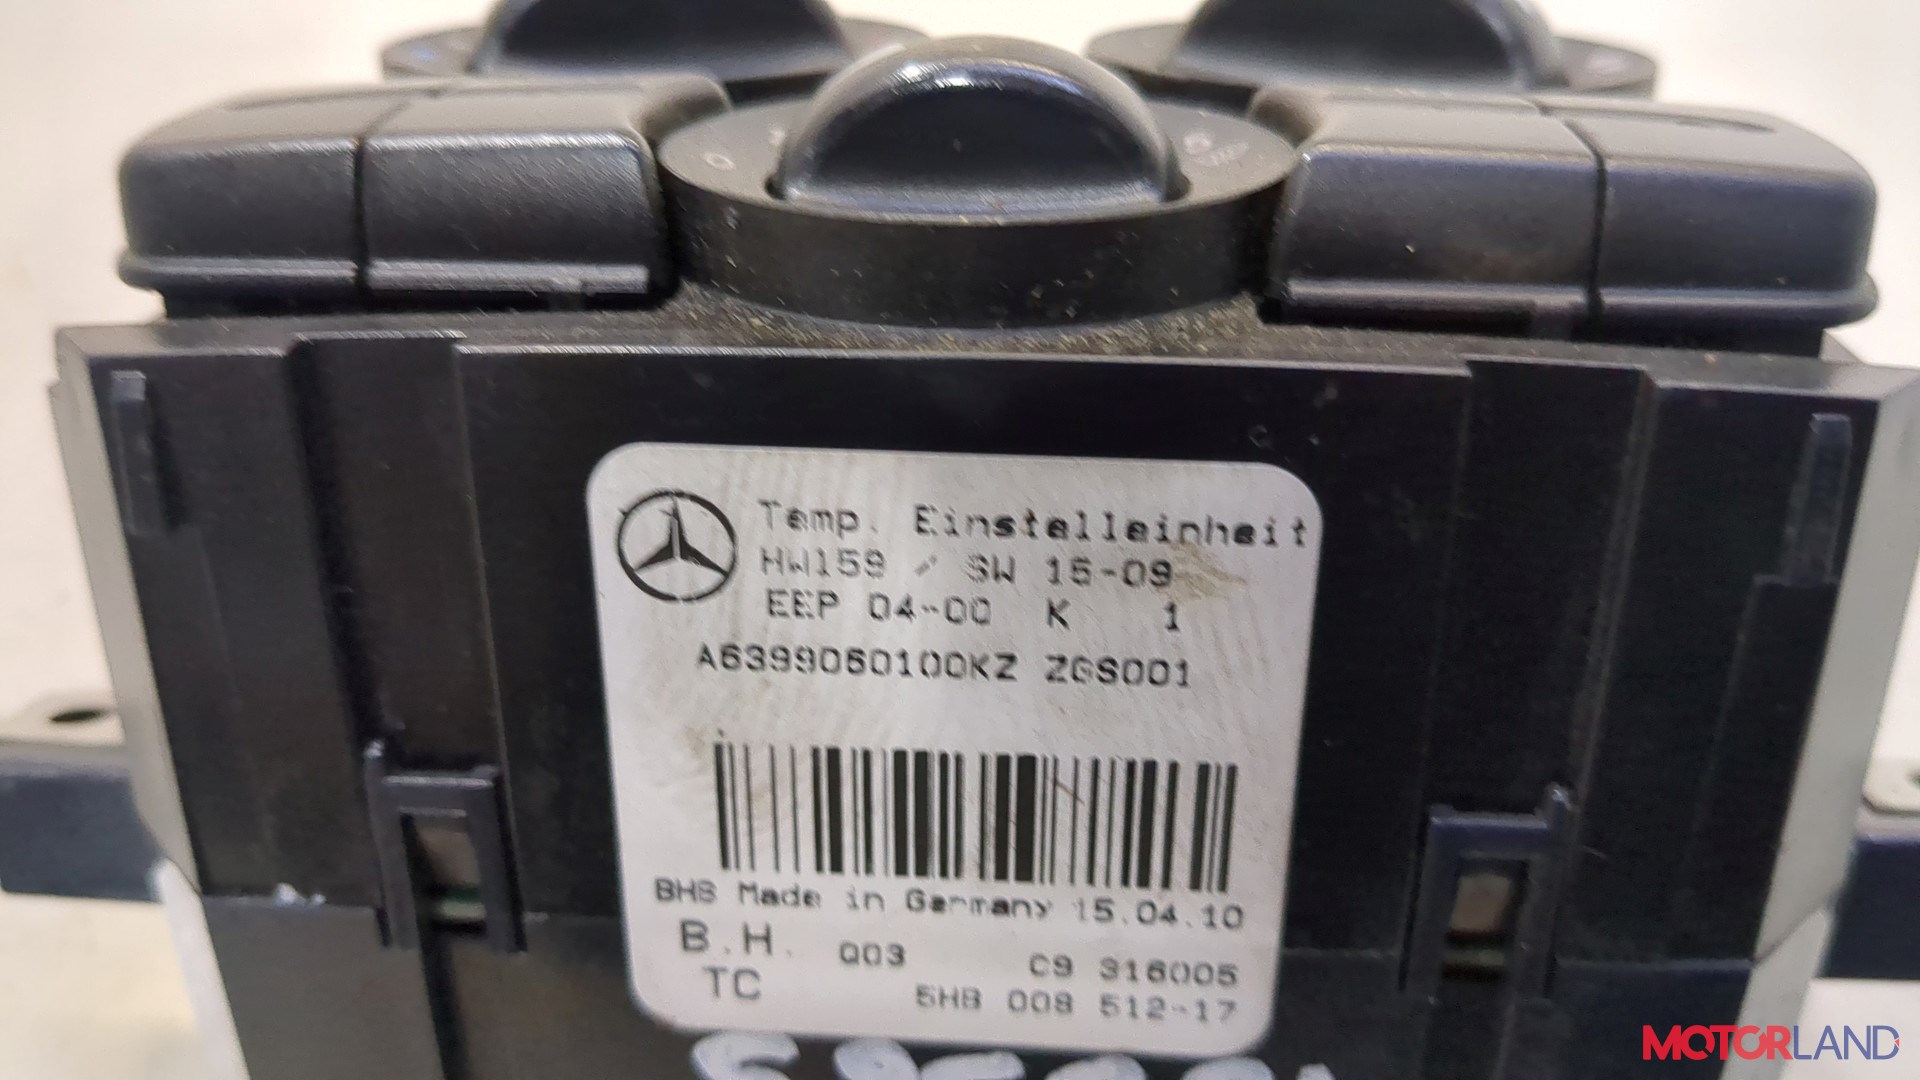 Temp. Einstelleinheit
HW159 / SW 15-09
EEP 04-00 K 1
A6399060100KZ ZGS001
BHS Made in Germany 15.04.10
B.H. Q03 C9 316005
TC 5HB 008 512-17
MOTORLAND